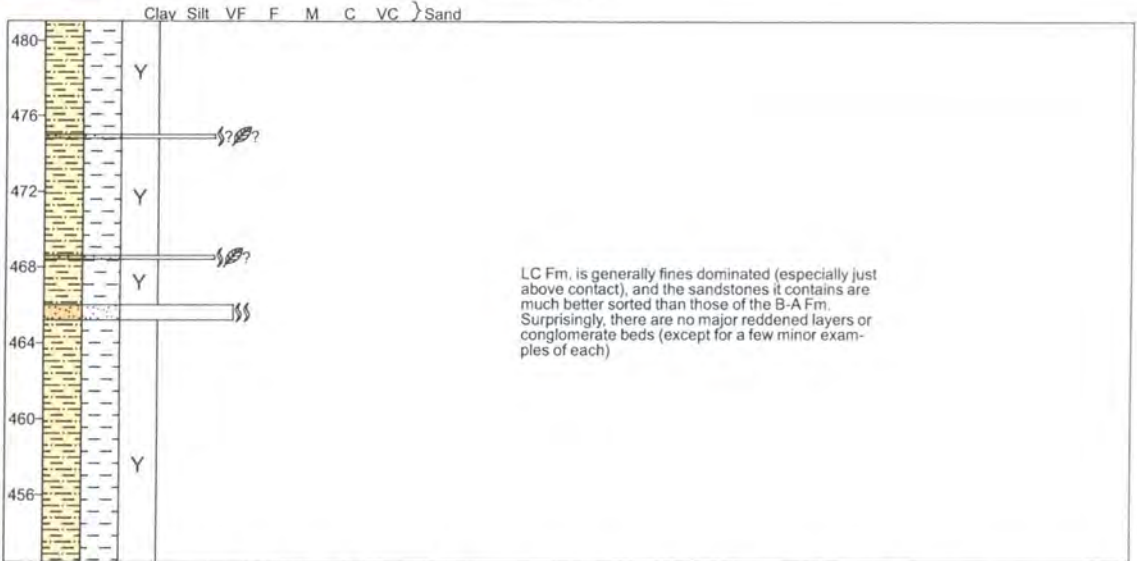 Clay Silt VF F M C VC }Sand
480
Y
476
? ?
472
Y
468
?
Y
LC Fm. is generally fines dominated (especially just
above contact), and the sandstones it contains are
much better sorted than those of the B-A Fm.
Surprisingly, there are no major reddened layers or
conglomerate beds (except for a few minor exam-
ples of each)
464
460
Y
456